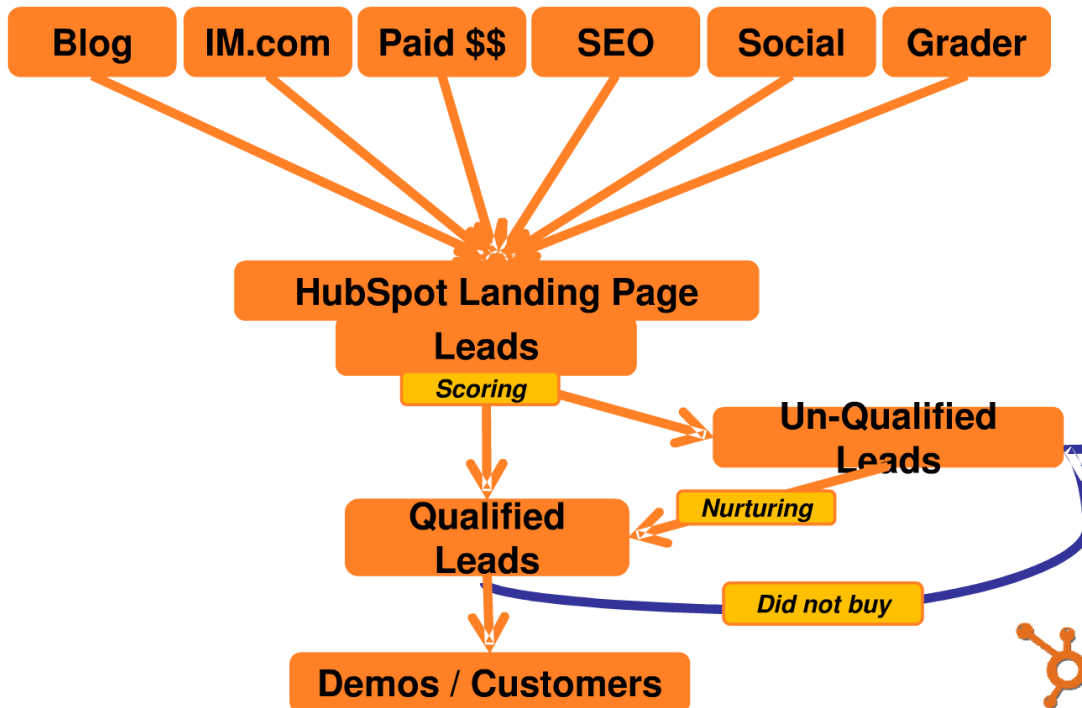 Blog
IM.com
Paid $$
SEO
Social
Grader
HubSpot Landing Page
Leads
Scoring
Un-Qualified
Leads
Nurturing
Qualified
Leads
Did not buy
Demos / Customers